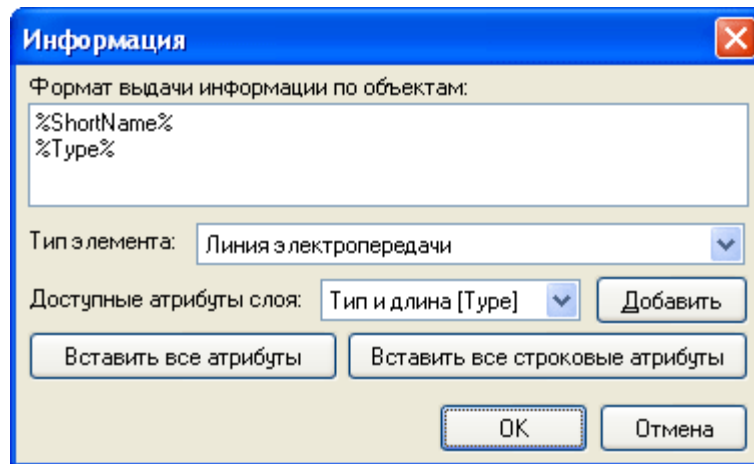 Информация
Формат выдачи информации по объектам:
%ShortName%
%Type%
Тип элемента: Линия электропередачи
Доступные атрибуты слоя: Тип и длина [Type] Добавить
Вставить все атрибуты Вставить все строковые атрибуты
OK Отмена